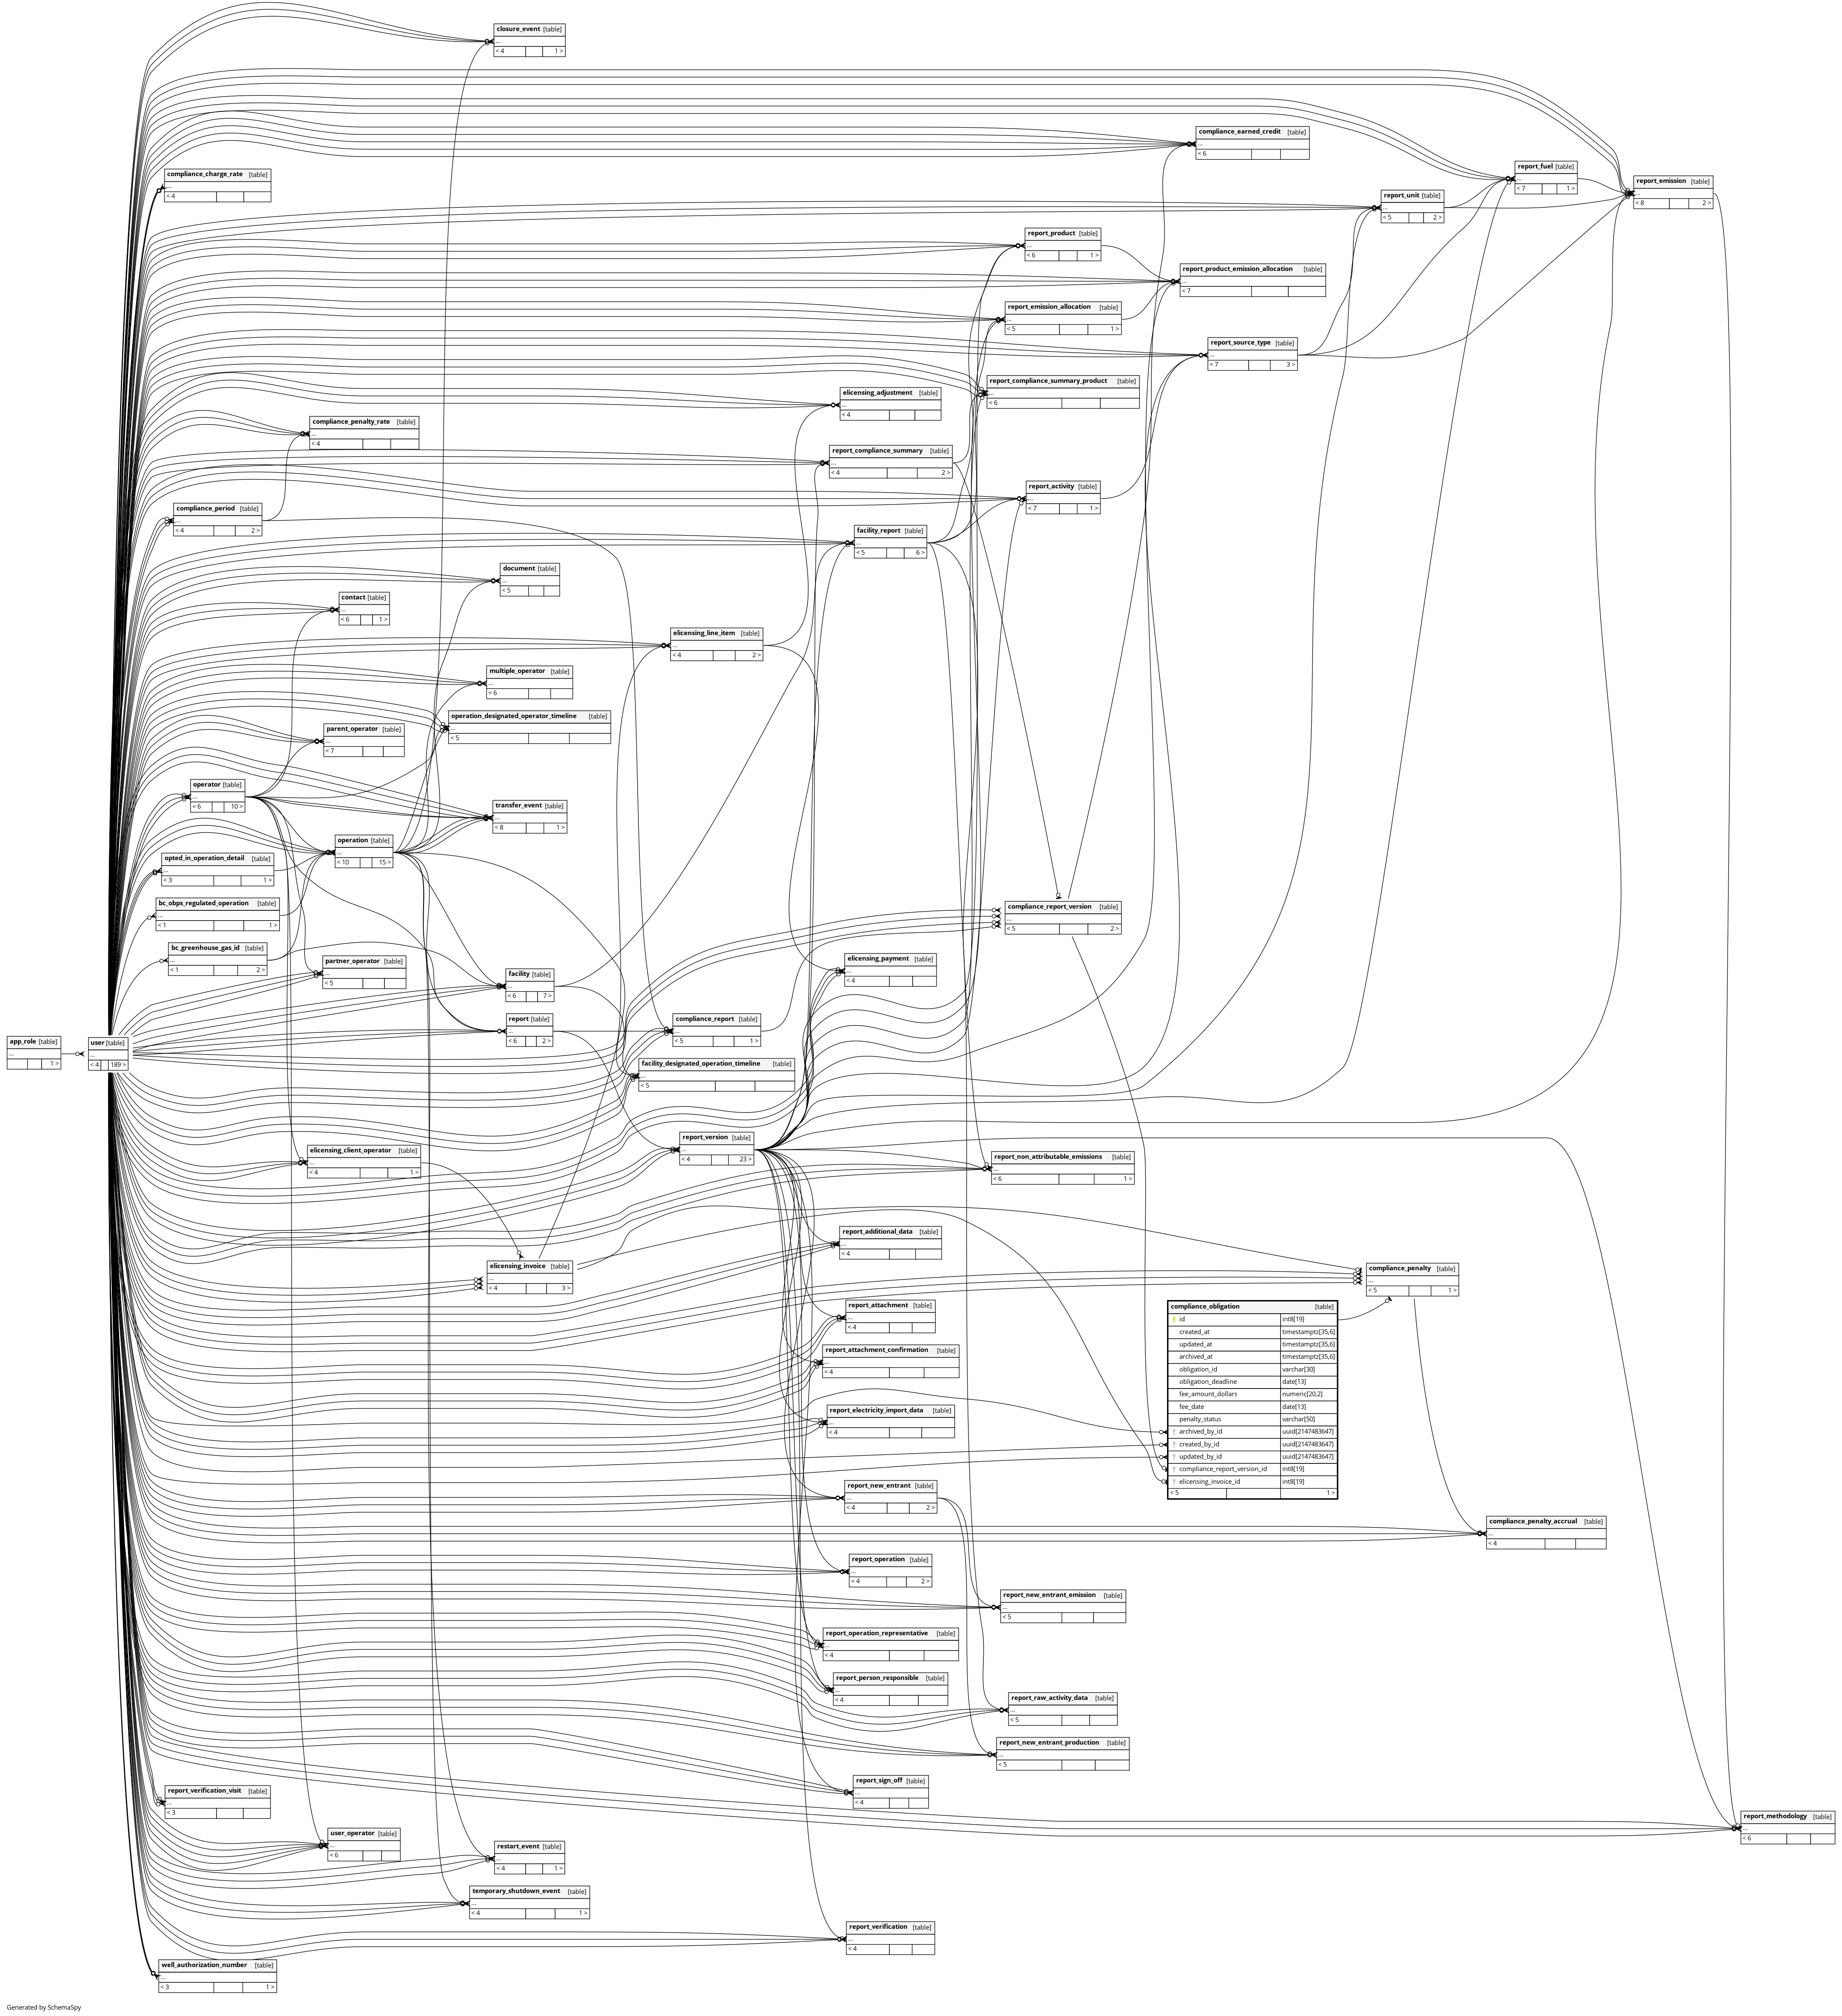 closure_event [table]
...
< 4 1 >
compliance_earned_credit [table]
...
< 6
report_fuel [table]
...
< 7 1 >
compliance_charge_rate [table]
...
< 4
report_emission [table]
...
< 8 2 >
report_unit [table]
...
< 5 2 >
report_product [table]
...
< 6 1 >
report_product_emission_allocation [table]
...
< 7
report_emission_allocation [table]
...
< 5 1 >
report_source_type [table]
...
< 7 3 >
report_compliance_summary_product [table]
...
< 6
elicensing_adjustment [table]
...
< 4
compliance_penalty_rate [table]
...
< 4
report_compliance_summary [table]
...
< 4 2 >
report_activity [table]
...
< 7 1 >
compliance_period [table]
...
< 4 2 >
facility_report [table]
...
< 5 6 >
document [table]
...
< 5
contact [table]
...
< 6 1 >
elicensing_line_item [table]
...
< 4 2 >
multiple_operator [table]
...
< 6
operation_designated_operator_timeline [table]
...
< 5
parent_operator [table]
...
< 7
operator [table]
...
< 6 10 >
transfer_event [table]
...
< 8 1 >
operation [table]
...
< 10 15 >
opted_in_operation_detail [table]
...
< 3 1 >
bc_obps_regulated_operation [table]
...
< 1 1 >
compliance_report_version [table]
...
< 5 2 >
bc_greenhouse_gas_id [table]
...
< 1 2 >
partner_operator [table]
...
< 5
elicensing_payment [table]
...
< 4
facility [table]
...
< 6 7 >
report [table]
...
< 6 2 >
compliance_report [table]
...
< 5 1 >
app_role [table]
...
1 >
user [table]
...
< 4 189 >
facility_designated_operation_timeline [table]
...
< 5
report_version [table]
...
< 4 23 >
elicensing_client_operator [table]
...
< 4 1 >
report_non_attributable_emissions [table]
...
< 6 1 >
report_additional_data [table]
...
< 4
elicensing_invoice [table]
...
< 4 3 >
compliance_penalty [table]
...
< 5 1 >
compliance_obligation [table]
id int8[19]
created_at timestamptz[35,6]
updated_at timestamptz[35,6]
archived_at timestamptz[35,6]
obligation_id varchar[30]
obligation_deadline date[13]
fee_amount_dollars numeric[20,2]
fee_date date[13]
penalty_status varchar[50]
archived_by_id uuid[2147483647]
created_by_id uuid[2147483647]
updated_by_id uuid[2147483647]
compliance_report_version_id int8[19]
elicensing_invoice_id int8[19]
< 5 1 >
report_attachment [table]
...
< 4
report_attachment_confirmation [table]
...
< 4
report_electricity_import_data [table]
...
< 4
report_new_entrant [table]
...
< 4 2 >
compliance_penalty_accrual [table]
...
< 4
report_operation [table]
...
< 4 2 >
report_new_entrant_emission [table]
...
< 5
report_operation_representative [table]
...
< 4
report_person_responsible [table]
...
< 4
report_raw_activity_data [table]
...
< 5
report_new_entrant_production [table]
...
< 5
report_sign_off [table]
...
< 4
report_verification_visit [table]
...
< 3
report_methodology [table]
...
< 6
user_operator [table]
...
< 6
restart_event [table]
...
< 4 1 >
temporary_shutdown_event [table]
...
< 4 1 >
report_verification [table]
...
< 4
well_authorization_number [table]
...
< 3 1 >
Generated by SchemaSpy